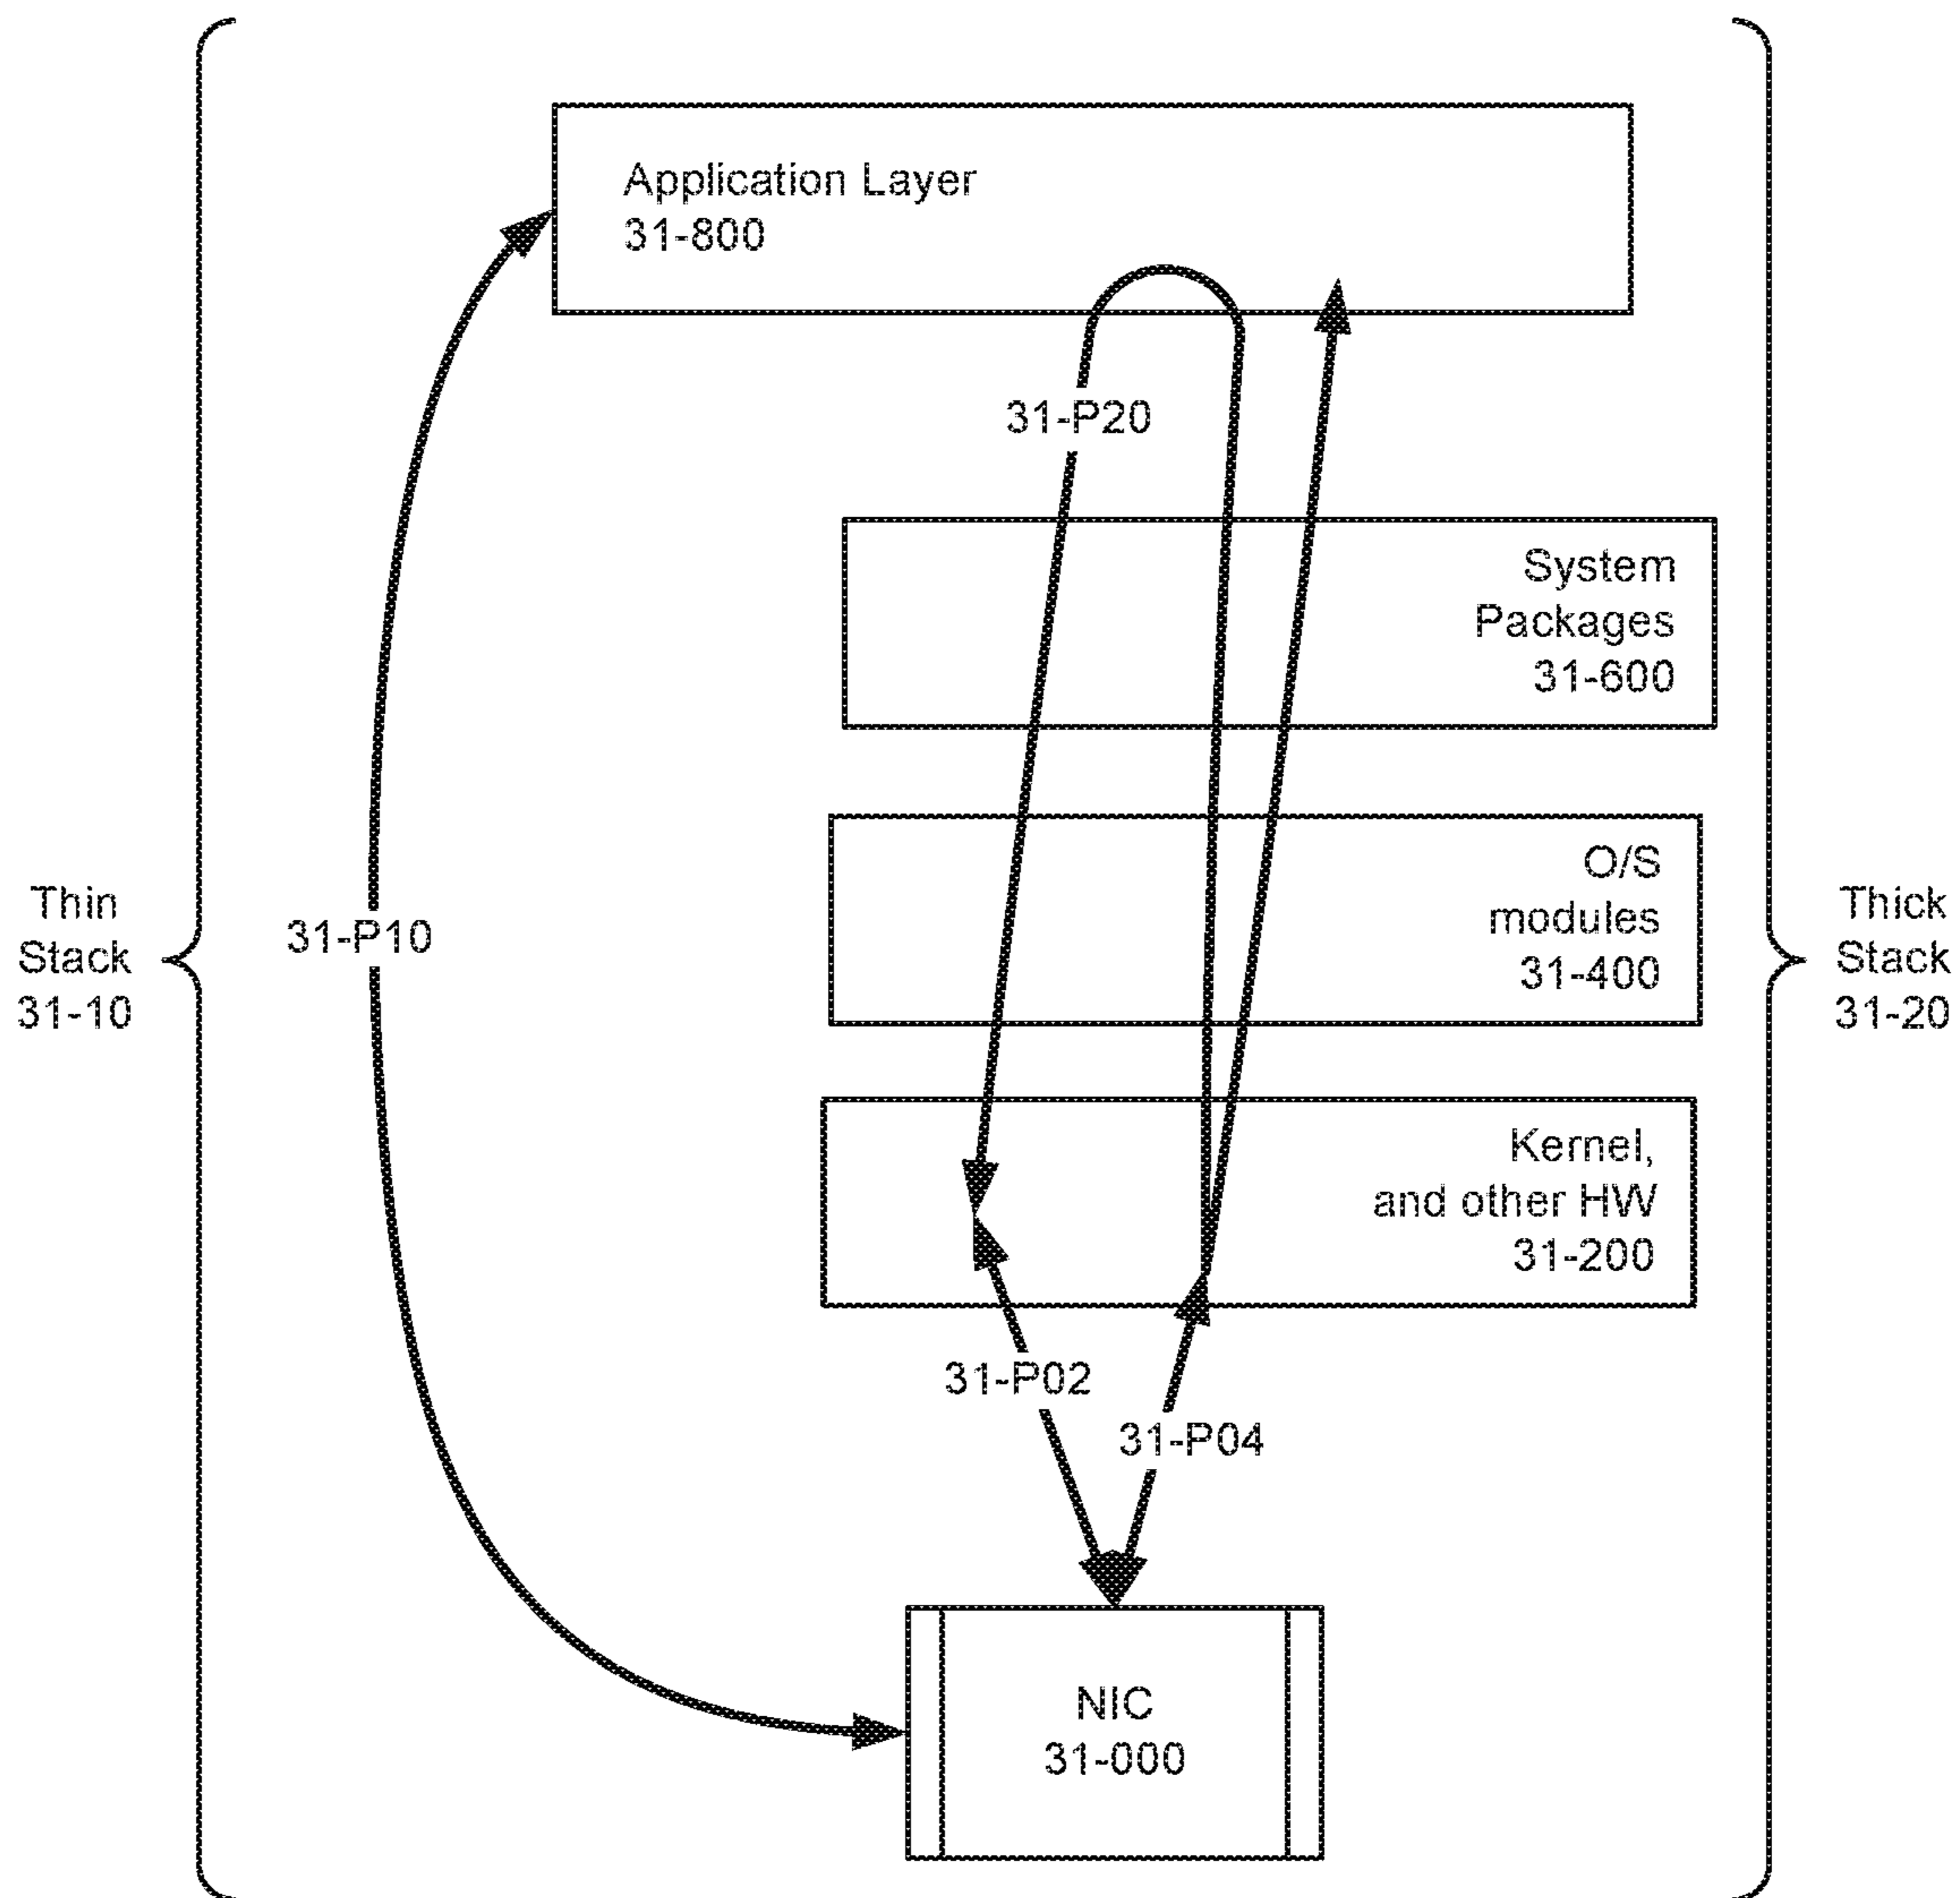 Application Layer
31-800
31-P20
System
Packages
31-600
Thin
Stack
31-10
31-P10
O/S
modules
31-400
Thick
Stack
31-20
Kernel,
and other HW
31-200
31-P02
31-P04
NIC
31-000